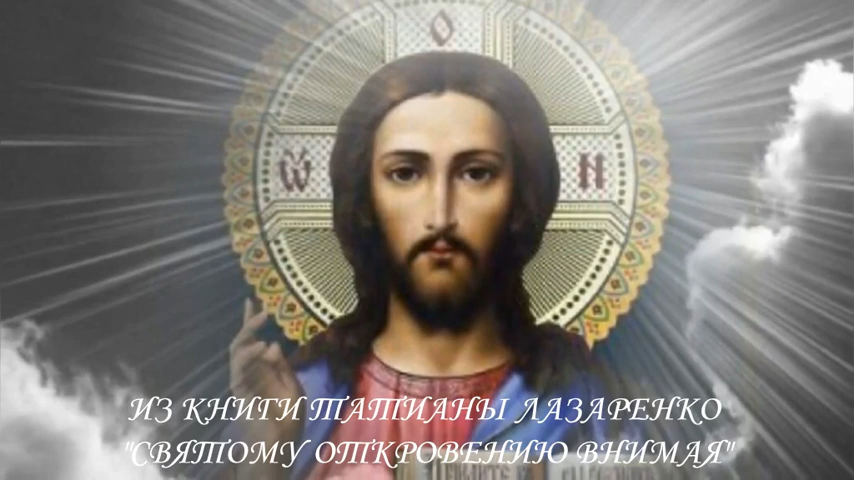 О
Ѡ Н
ИЗ КНИГИ ТАТИАНЫ ЛАЗАРЕНКО
"СВЯТОМУ ОТКРОВЕНИЮ ВНИМАЯ"